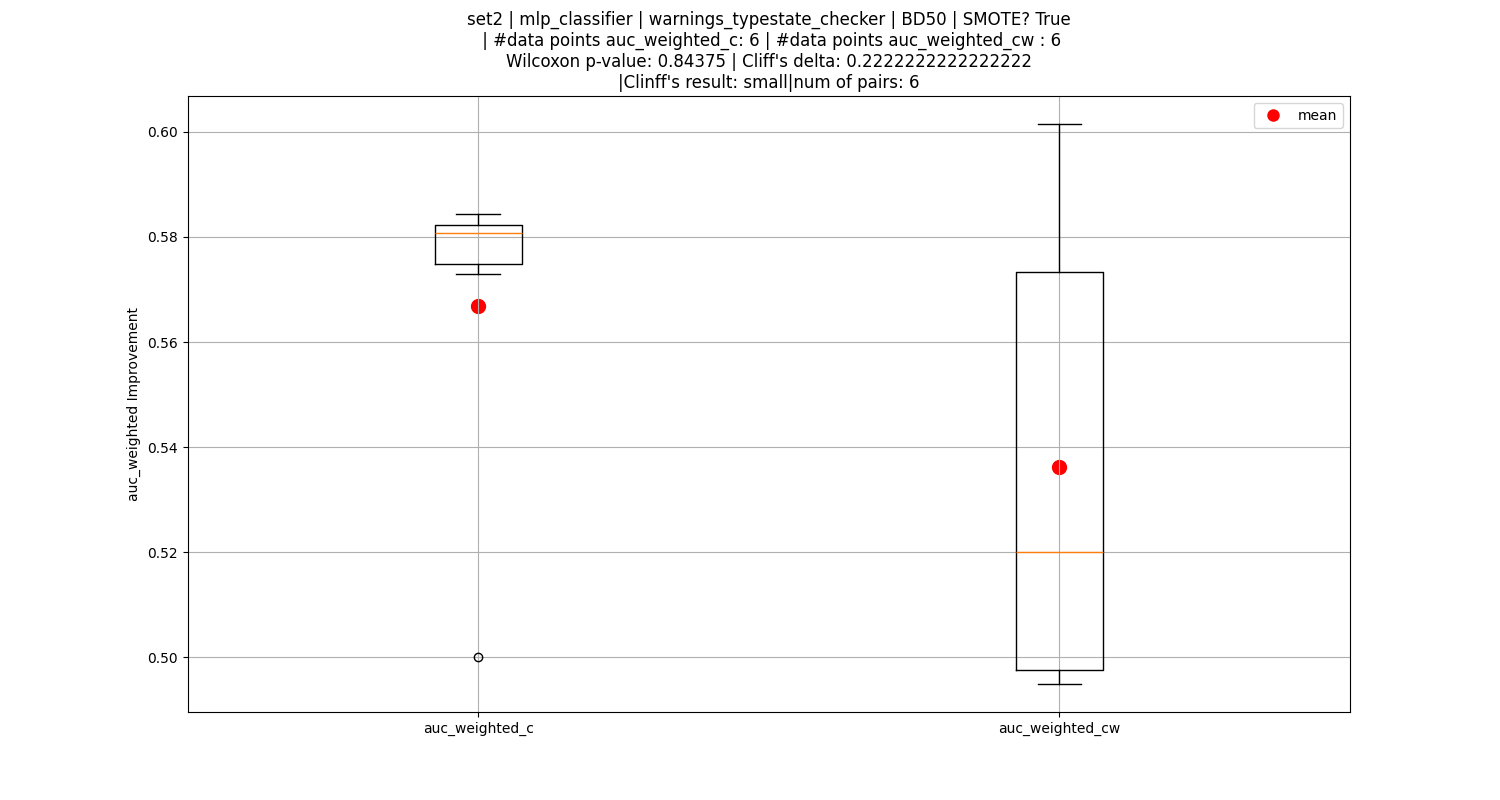 set2 | mlp_classifier | warnings_typestate_checker | BD50 | SMOTE? True
| #data points auc_weighted_c: 6 | #data points auc_weighted_cw : 6
Wilcoxon p-value: 0.84375 | Cliff's delta: 0.2222222222222222
|Clinff's result: small|num of pairs: 6
mean
0.60
0.58
0.56
0.54
0.52
0.50
auc_weighted Improvement
auc_weighted_c
auc_weighted_cw